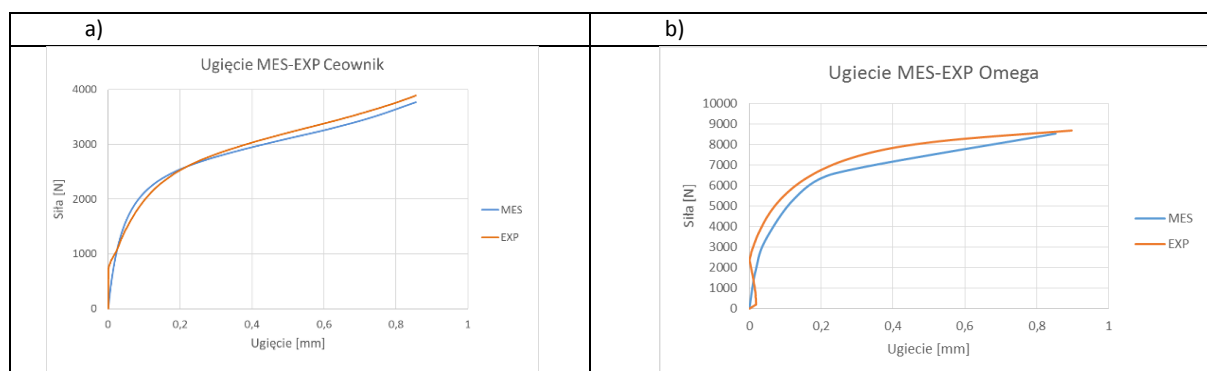 a)
b)
Ugięcie MES-EXP Ceownik
4000
3000
2000
1000
0
Siła [N]
0 0,2 0,4 0,6 0,8 1
Ugięcie [mm]
MES
EXP
Ugiecie MES-EXP Omega
10000
9000
8000
7000
6000
5000
4000
3000
2000
1000
0
Siła [N]
0 0,2 0,4 0,6 0,8 1
Ugiecie [mm]
MES
EXP